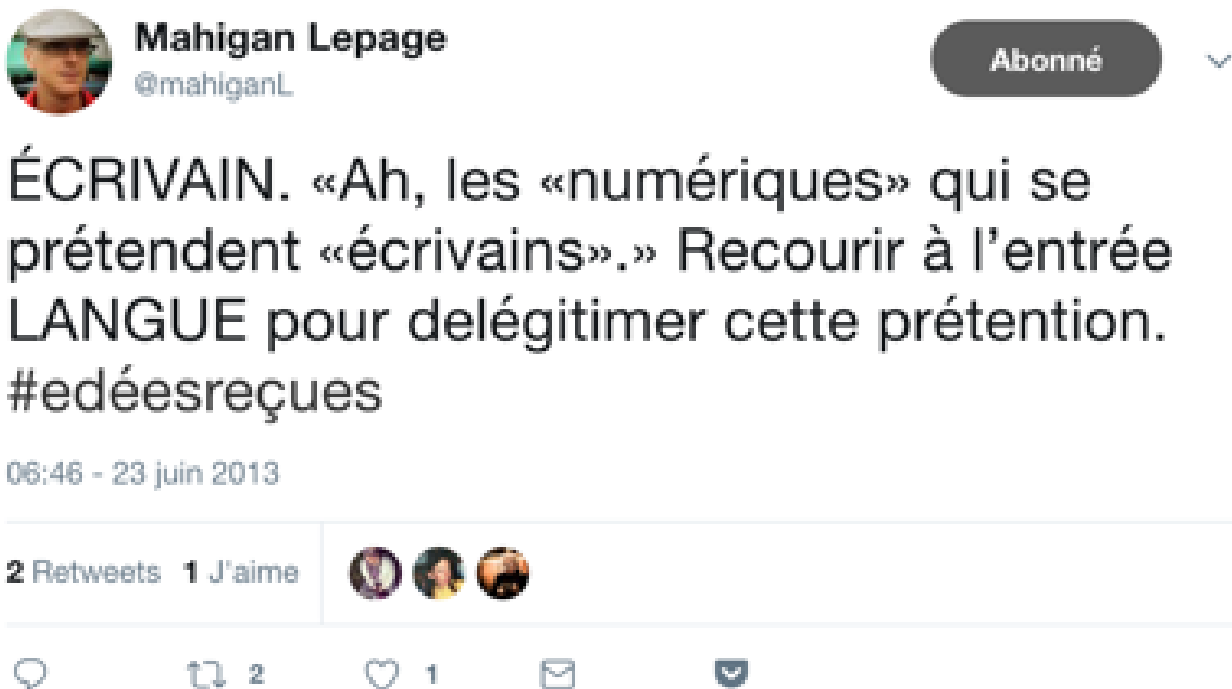 Mahigan Lepage
@mahiganL
Abonné
ÉCRIVAIN. «Ah, les «numériques» qui se
prétendent «écrivains».» Recourir à l’entrée
LANGUE pour delégitimer cette prétention.
#edéesreçues
06:46 - 23 juin 2013
2 Retweets 1 J’aime
2 1